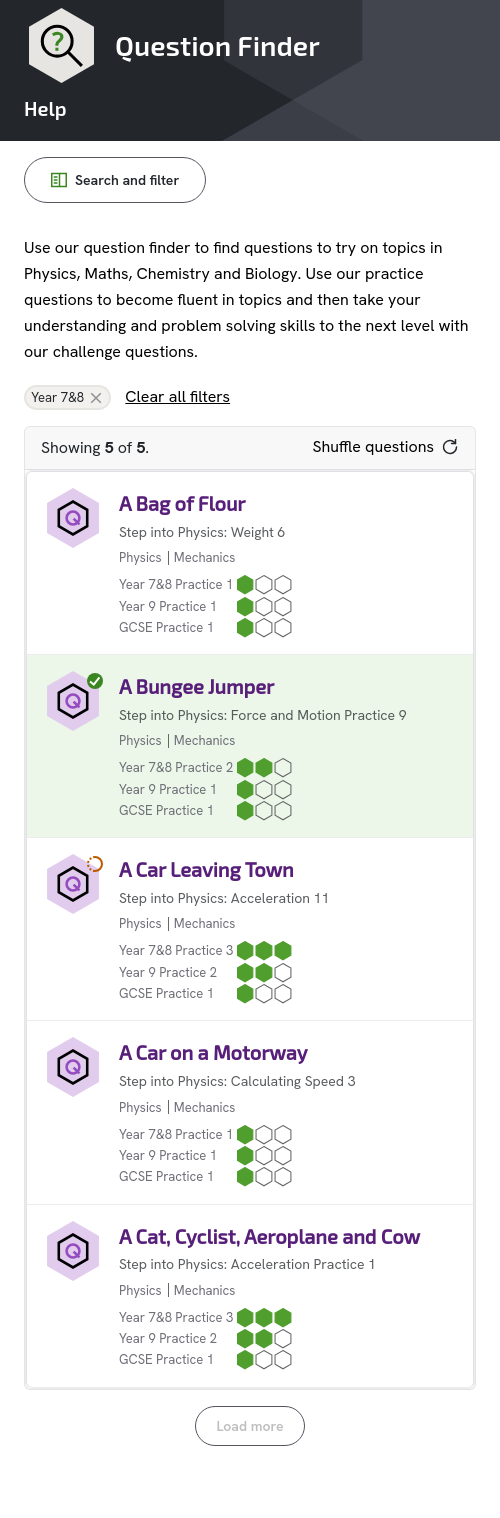 Question Finder
Help
Search and filter
Use our question finder to find questions to try on topics in
Physics, Maths, Chemistry and Biology. Use our practice
questions to become fluent in topics and then take your
understanding and problem solving skills to the next level with
our challenge questions.
Year 7&8
Clear all filters
Showing 5 of 5.
Shuffle questions
A Bag of Flour
Step into Physics: Weight 6
Physics | Mechanics
Year 7&8 Practice 1
Year 9 Practice 1
GCSE Practice 1
A Bungee Jumper
Step into Physics: Force and Motion Practice 9
Physics | Mechanics
Year 7&8 Practice 2
Year 9 Practice 1
GCSE Practice 1
A Car Leaving Town
Step into Physics: Acceleration 11
Physics | Mechanics
Year 7&8 Practice 3
Year 9 Practice 2
GCSE Practice 1
A Car on a Motorway
Step into Physics: Calculating Speed 3
Physics | Mechanics
Year 7&8 Practice 1
Year 9 Practice 1
GCSE Practice 1
A Cat, Cyclist, Aeroplane and Cow
Step into Physics: Acceleration Practice 1
Physics | Mechanics
Year 7&8 Practice 3
Year 9 Practice 2
GCSE Practice 1
Load more